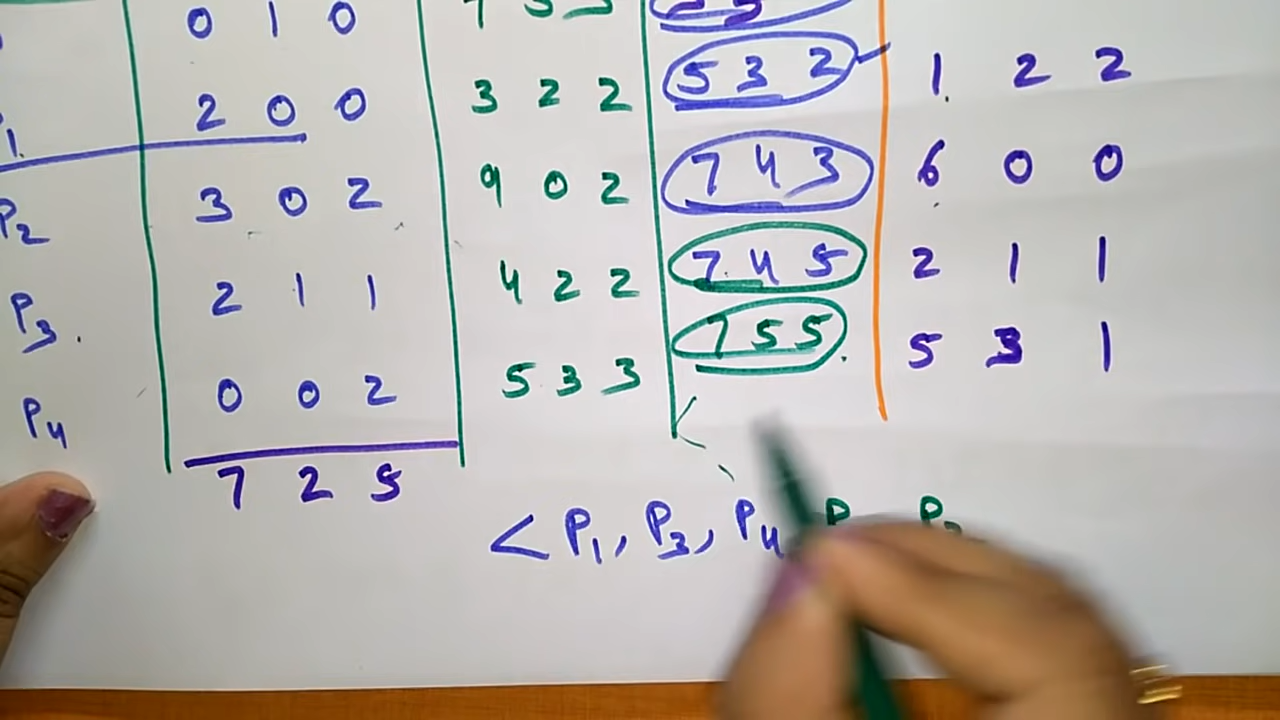 0 1 0
3 2 2
5 3 2
1 2 2
P1
2 0 0
P2
3 0 2
9 0 2
7 4 3
6 0 0
P3
2 1 1
4 2 2
7 4 5
2 1 1
P4
0 0 2
5 3 3
7 5 5
5 3 1
7 2 5
< P1, P3, P4